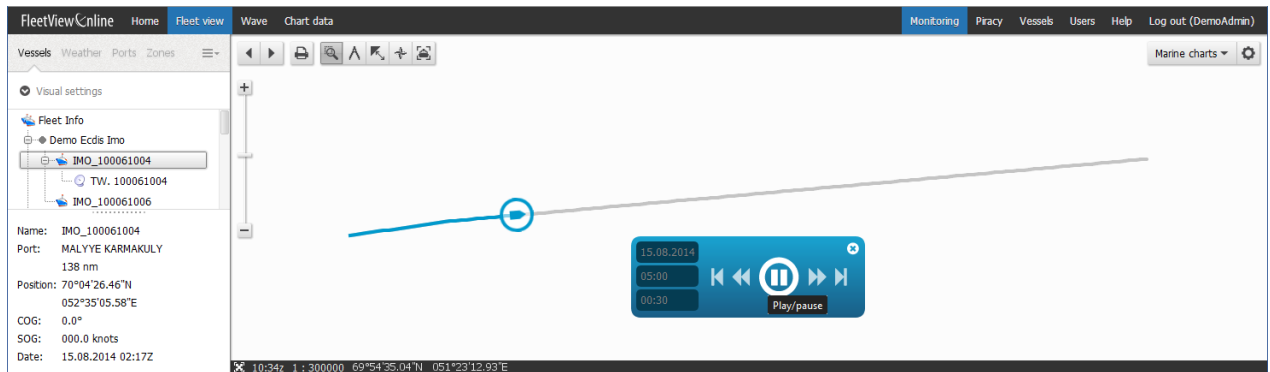 FleetViewOnline Home Fleet view Wave Chart data Monitoring Piracy Vessels Users Help Log out (DemoAdmin)
Vessels Weather Ports Zones
Marine charts
Visual settings
Fleet Info
Demo Ecdis Imo
IMO_100061004
TW. 100061004
IMO_100061006
Name: IMO_100061004
Port: MALYYE KARMAKULY
138 nm
Position: 70°04'26.46"N
052°35'05.58"E
COG: 0.0°
SOG: 000.0 knots
Date: 15.08.2014 02:17Z
15.08.2014
05:00
00:30
Play/pause
10:34z 1 : 300000 69°54'35.04"N 051°23'12.93"E